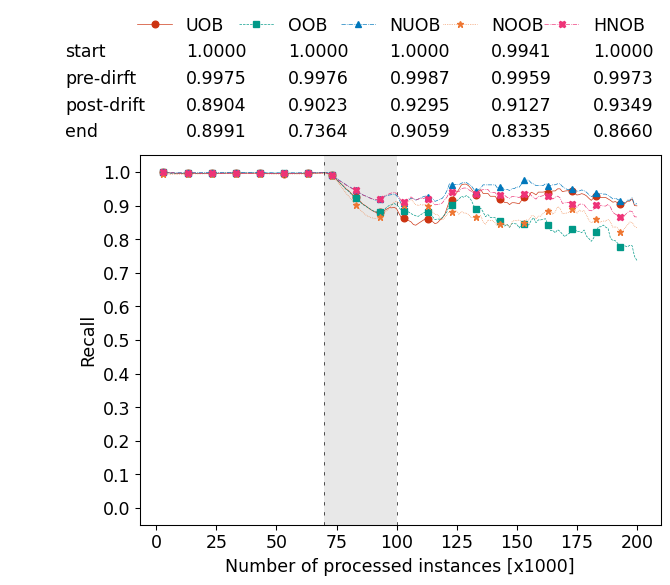 UOB OOB NUOB NOOB HNOB
start 1.0000 1.0000 1.0000 0.9941 1.0000
pre-dirft 0.9975 0.9976 0.9987 0.9959 0.9973
post-drift 0.8904 0.9023 0.9295 0.9127 0.9349
end 0.8991 0.7364 0.9059 0.8335 0.8660
1.0
0.9
0.8
0.7
0.6
0.5
0.4
0.3
0.2
0.1
0.0
Recall
0 25 50 75 100 125 150 175 200
Number of processed instances [x1000]